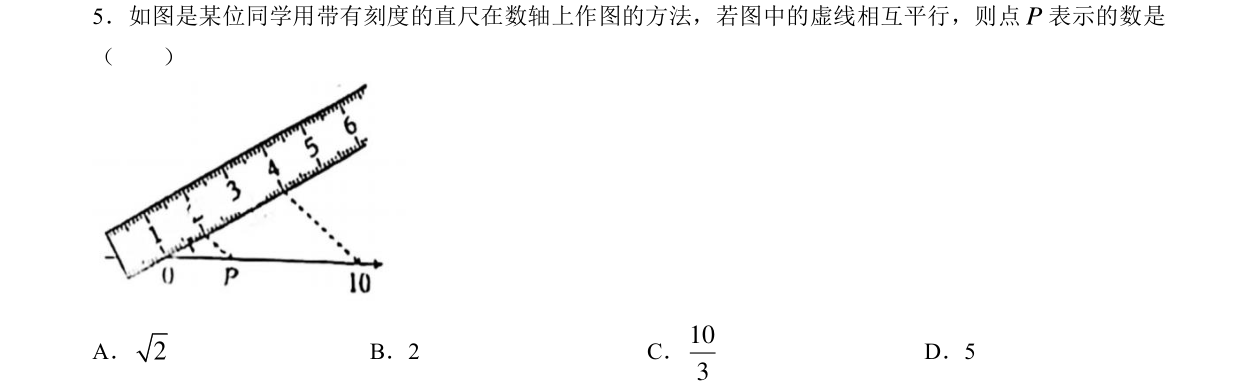 5．如图是某位同学用带有刻度的直尺在数轴上作图的方法，若图中的虚线相互平行，则点 P 表示的数是
（　　）
1 2 3 4 5 6
0 P 10
A．√2 B．2 C．10/3 D．5